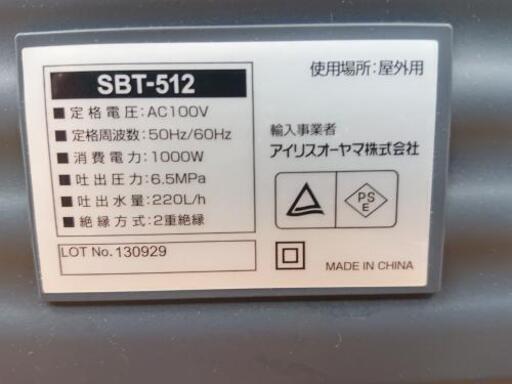 SBT-512
■定格電圧:AC100V
■定格周波数:50Hz/60Hz
■消費電力:1000W
■吐出圧力:6.5MPa
■吐出水量:220L/h
■絶縁方式:2重絶縁
LOT No. 130929
使用場所:屋外用
輸入事業者
アイリスオーヤマ株式会社
PS
E
MADE IN CHINA